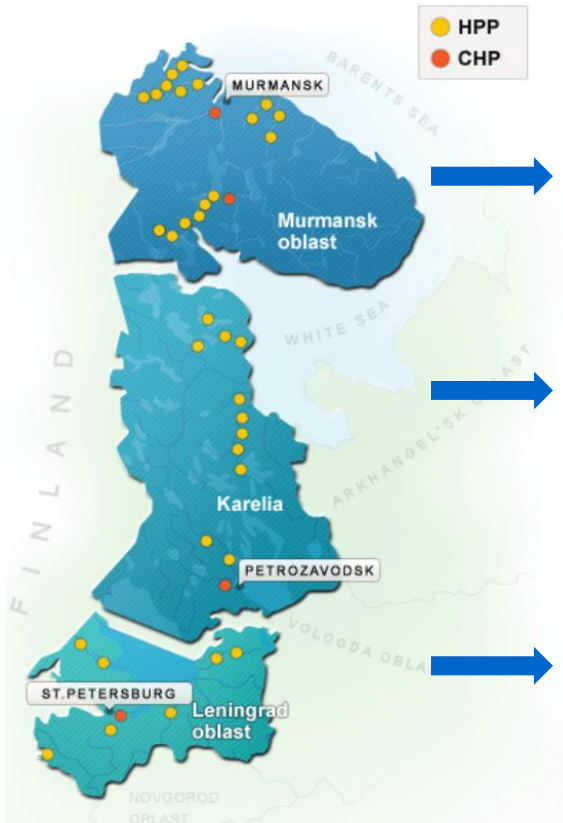 HPP
CHP
BARENTS SEA
MURMANSK
Murmansk
oblast
WHITE SEA
FINLAND
ARKHANGEL'SK OBLAST
Karelia
PETROZAVODSK
VOLOGDA OBLA
ST.PETERSBURG
Leningrad
oblast
NOVGOROD
OBLAST